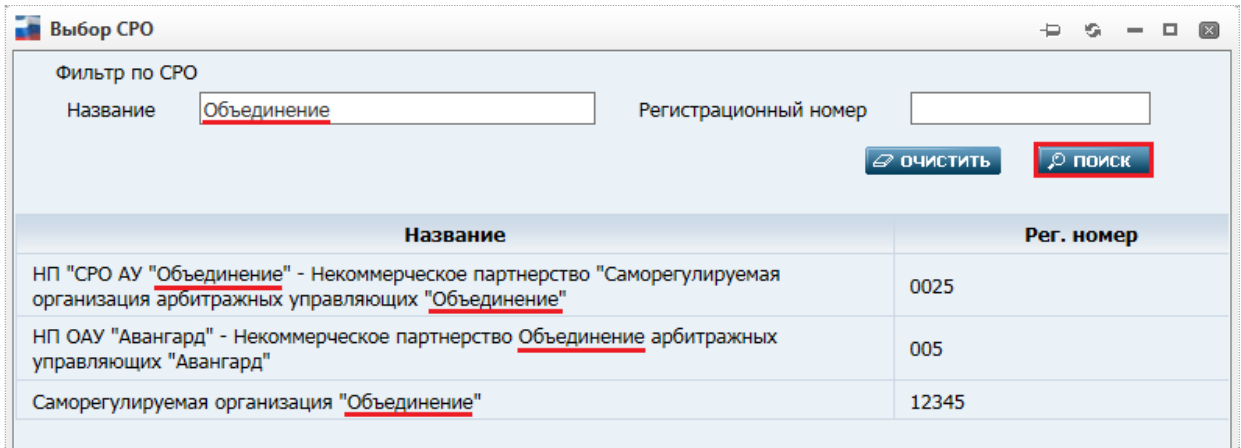 Выбор СРО
Фильтр по СРО
Название Объединение Регистрационный номер
ОЧИСТИТЬ ПОИСК
Название Рег. номер
НП "СРО АУ "Объединение" - Некоммерческое партнерство "Саморегулируемая
организация арбитражных управляющих "Объединение" 0025
НП ОАУ "Авангард" - Некоммерческое партнерство Объединение арбитражных
управляющих "Авангард" 005
Саморегулируемая организация "Объединение" 12345